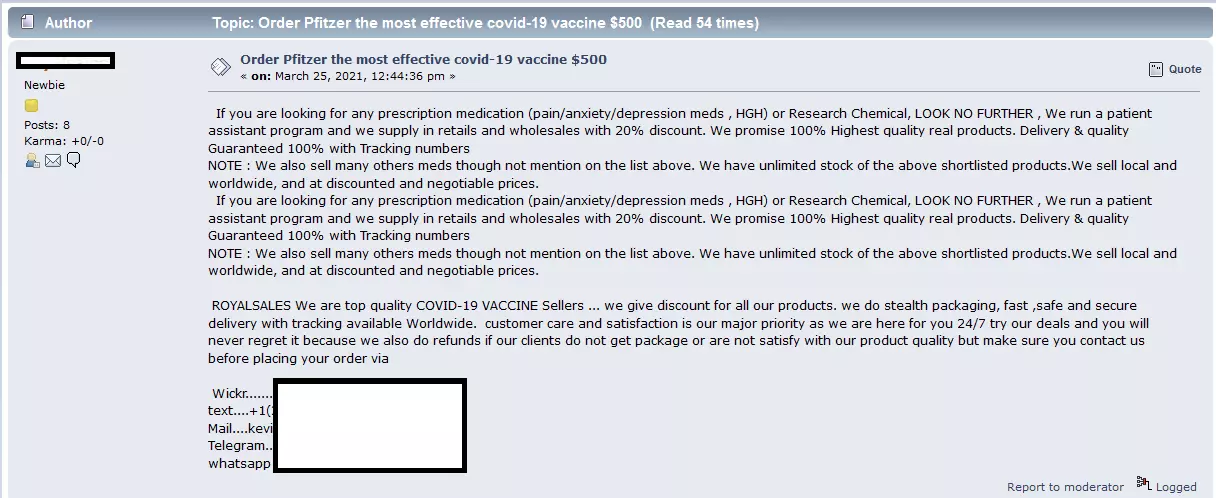 Author Topic: Order Pfitzer the most effective covid-19 vaccine $500 (Read 54 times)
Order Pfitzer the most effective covid-19 vaccine $500
« on: March 25, 2021, 12:44:36 pm »
Quote
Newbie
Posts: 8
Karma: +0/-0
If you are looking for any prescription medication (pain/anxiety/depression meds , HGH) or Research Chemical, LOOK NO FURTHER , We run a patient
assistant program and we supply in retails and wholesales with 20% discount. We promise 100% Highest quality real products. Delivery & quality
Guaranteed 100% with Tracking numbers
NOTE : We also sell many others meds though not mention on the list above. We have unlimited stock of the above shortlisted products.We sell local and
worldwide, and at discounted and negotiable prices.
If you are looking for any prescription medication (pain/anxiety/depression meds , HGH) or Research Chemical, LOOK NO FURTHER , We run a patient
assistant program and we supply in retails and wholesales with 20% discount. We promise 100% Highest quality real products. Delivery & quality
Guaranteed 100% with Tracking numbers
NOTE : We also sell many others meds though not mention on the list above. We have unlimited stock of the above shortlisted products.We sell local and
worldwide, and at discounted and negotiable prices.
ROYALSALES We are top quality COVID-19 VACCINE Sellers ... we give discount for all our products. we do stealth packaging, fast ,safe and secure
delivery with tracking available Worldwide. customer care and satisfaction is our major priority as we are here for you 24/7 try our deals and you will
never regret it because we also do refunds if our clients do not get package or are not satisfy with our product quality but make sure you contact us
before placing your order via
Wickr.......
text....+1(
Mail....kevi
Telegram..
whatsapp
Report to moderator Logged